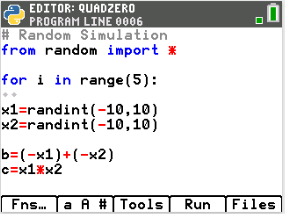 EDITOR: QUADZERO
PROGRAM LINE 0006
# Random Simulation
from random import *
for i in range(5):
x1=randint(-10,10)
x2=randint(-10,10)
b=(-x1)+(-x2)
c=x1*x2
Fns… a A # Tools Run Files